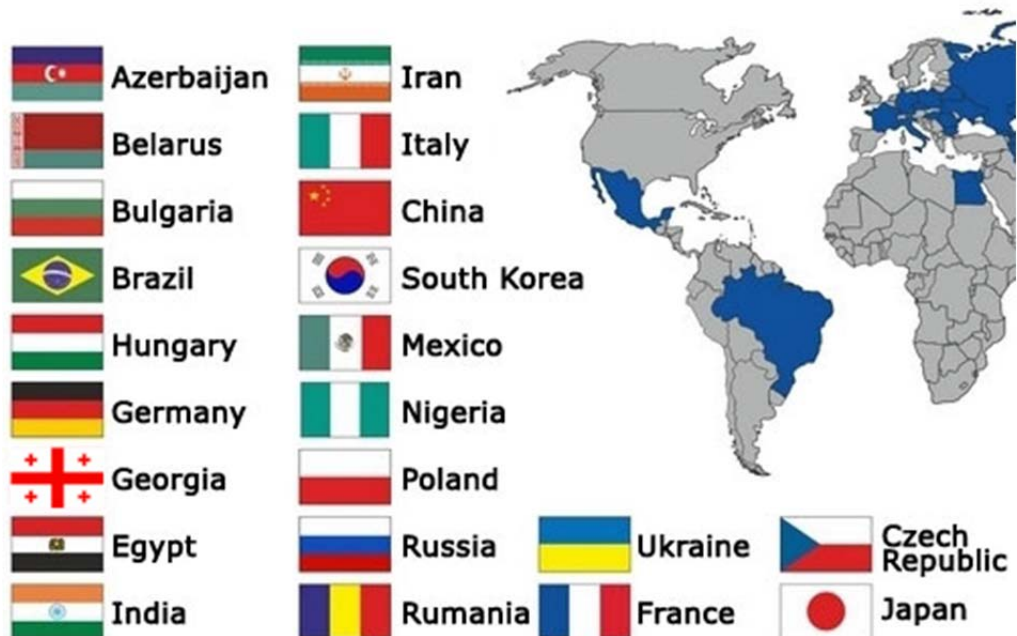 Azerbaijan
Belarus
Bulgaria
Brazil
Hungary
Germany
Georgia
Egypt
India
Iran
Italy
China
South Korea
Mexico
Nigeria
Poland
Russia
Rumania
Ukraine
France
Czech
Republic
Japan